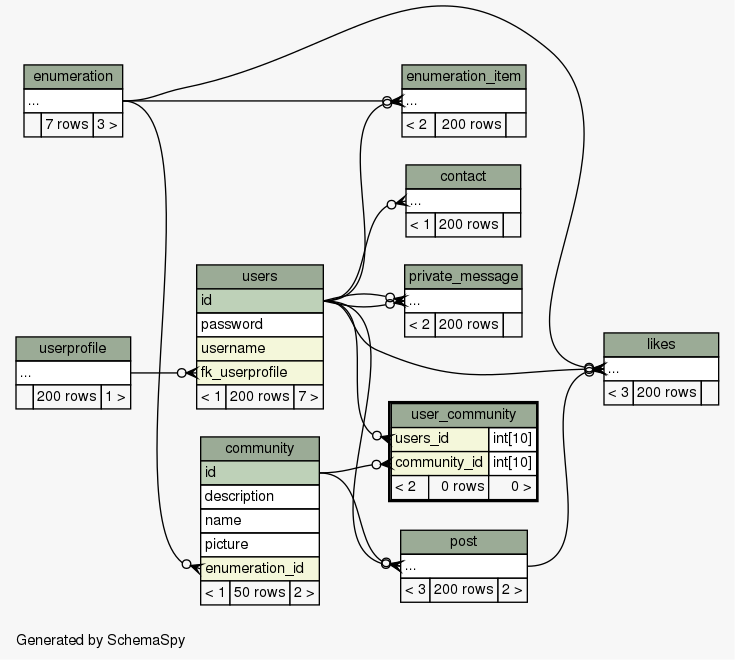 enumeration
...
7 rows 3 >
enumeration_item
...
< 2 200 rows
contact
...
< 1 200 rows
private_message
...
< 2 200 rows
users
id
password
username
fk_userprofile
< 1 200 rows 7 >
userprofile
...
200 rows 1 >
likes
...
< 3 200 rows
user_community
users_id int[10]
community_id int[10]
< 2 0 rows 0 >
community
id
description
name
picture
enumeration_id
< 1 50 rows 2 >
post
...
< 3 200 rows 2 >
Generated by SchemaSpy